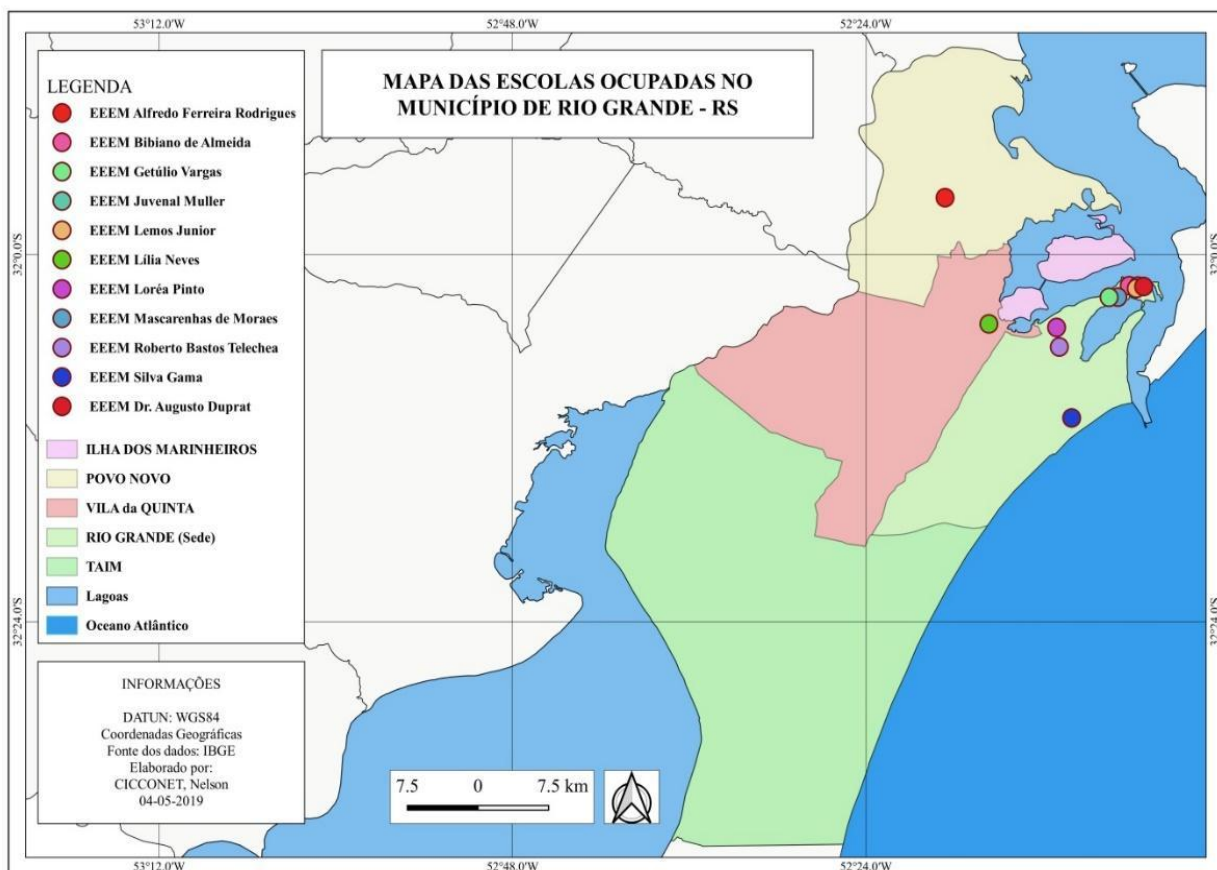 53°12.0'W
52°48.0'W
52°24.0'W
MAPA DAS ESCOLAS OCUPADAS NO
MUNICÍPIO DE RIO GRANDE - RS
LEGENDA
EEEM Alfredo Ferreira Rodrigues
EEEM Bibiano de Almeida
EEEM Getúlio Vargas
EEEM Juvenal Muller
EEEM Lemos Junior
EEEM Lília Neves
EEEM Loréa Pinto
EEEM Mascarenhas de Moraes
EEEM Roberto Bastos Telechea
EEEM Silva Gama
EEEM Dr. Augusto Duprat
ILHA DOS MARINHEIROS
POVO NOVO
VILA da QUINTA
RIO GRANDE (Sede)
TAIM
Lagoas
Oceano Atlântico
32°0.0'S
32°0.0'S
32°24.0'S
32°24.0'S
INFORMAÇÕES
DATUN: WGS84
Coordenadas Geográficas
Fonte dos dados: IBGE
Elaborado por:
CICCONET, Nelson
04-05-2019
7.5 0 7.5 km
53°12.0'W
52°48.0'W
52°24.0'W